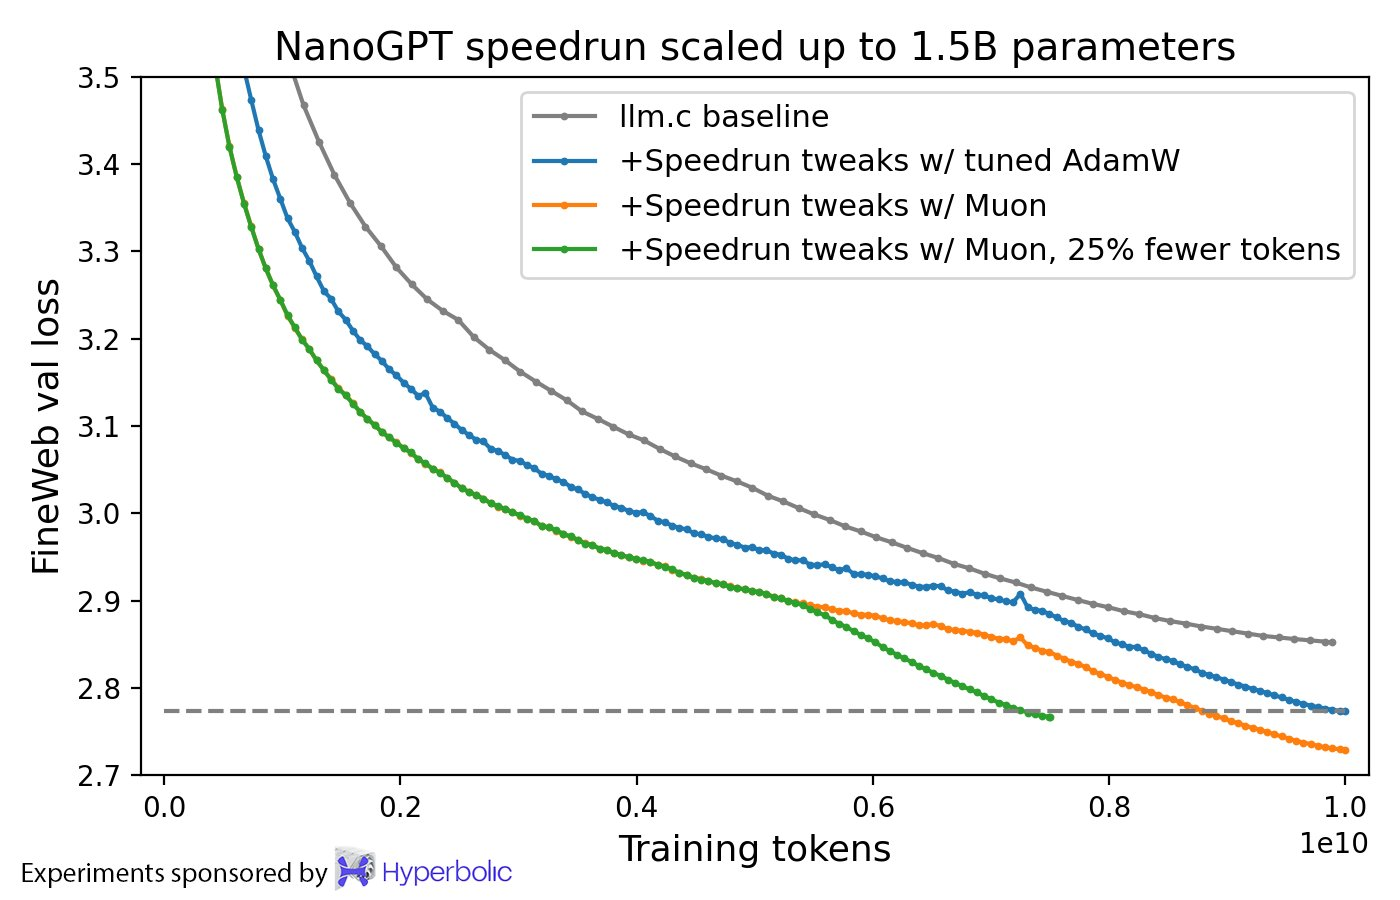 NanoGPT speedrun scaled up to 1.5B parameters
3.5
3.4
3.3
3.2
3.1
3.0
2.9
2.8
2.7
FineWeb val loss
llm.c baseline
+Speedrun tweaks w/ tuned AdamW
+Speedrun tweaks w/ Muon
+Speedrun tweaks w/ Muon, 25% fewer tokens
0.0 0.2 0.4 0.6 0.8 1.0
1e10
Training tokens
Experiments sponsored by Hyperbolic